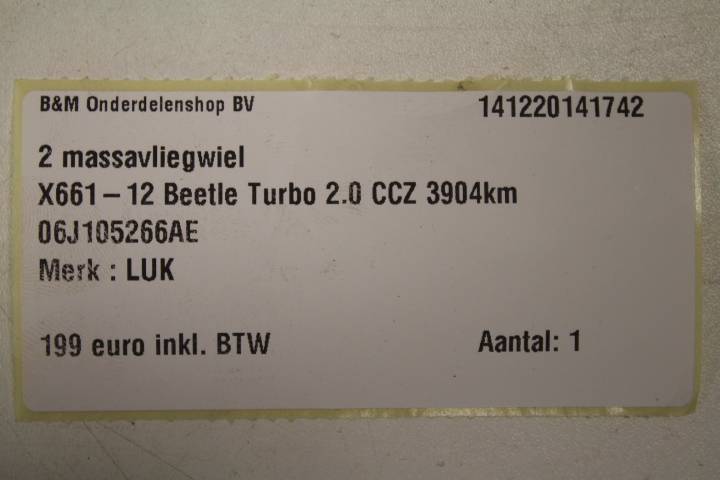 B&M Onderdelenshop BV 141220141742
2 massavliegwiel
X661-12 Beetle Turbo 2.0 CCZ 3904km
06J105266AE
Merk : LUK
199 euro inkl. BTW Aantal: 1